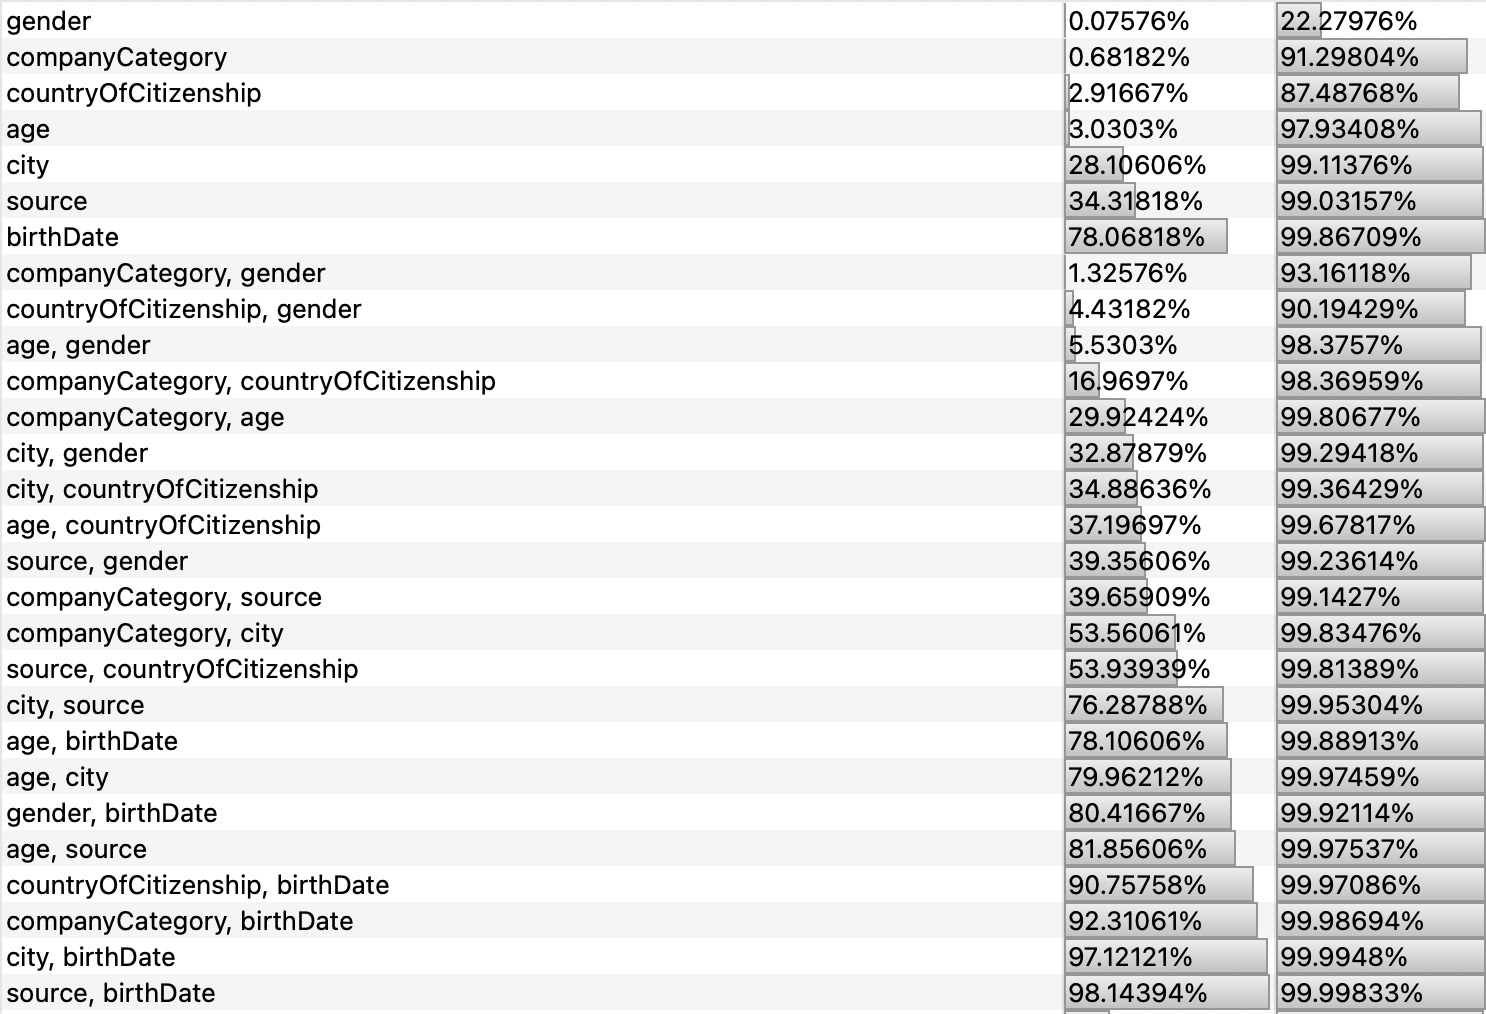 gender 0.07576% 22.27976%
companyCategory 0.68182% 91.29804%
countryOfCitizenship 2.91667% 87.48768%
age 3.0303% 97.93408%
city 28.10606% 99.11376%
source 34.31818% 99.03157%
birthDate 78.06818% 99.86709%
companyCategory, gender 1.32576% 93.16118%
countryOfCitizenship, gender 4.43182% 90.19429%
age, gender 5.5303% 98.3757%
companyCategory, countryOfCitizenship 16.9697% 98.36959%
companyCategory, age 29.92424% 99.80677%
city, gender 32.87879% 99.29418%
city, countryOfCitizenship 34.88636% 99.36429%
age, countryOfCitizenship 37.19697% 99.67817%
source, gender 39.35606% 99.23614%
companyCategory, source 39.65909% 99.1427%
companyCategory, city 53.56061% 99.83476%
source, countryOfCitizenship 53.93939% 99.81389%
city, source 76.28788% 99.95304%
age, birthDate 78.10606% 99.88913%
age, city 79.96212% 99.97459%
gender, birthDate 80.41667% 99.92114%
age, source 81.85606% 99.97537%
countryOfCitizenship, birthDate 90.75758% 99.97086%
companyCategory, birthDate 92.31061% 99.98694%
city, birthDate 97.12121% 99.9948%
source, birthDate 98.14394% 99.99833%